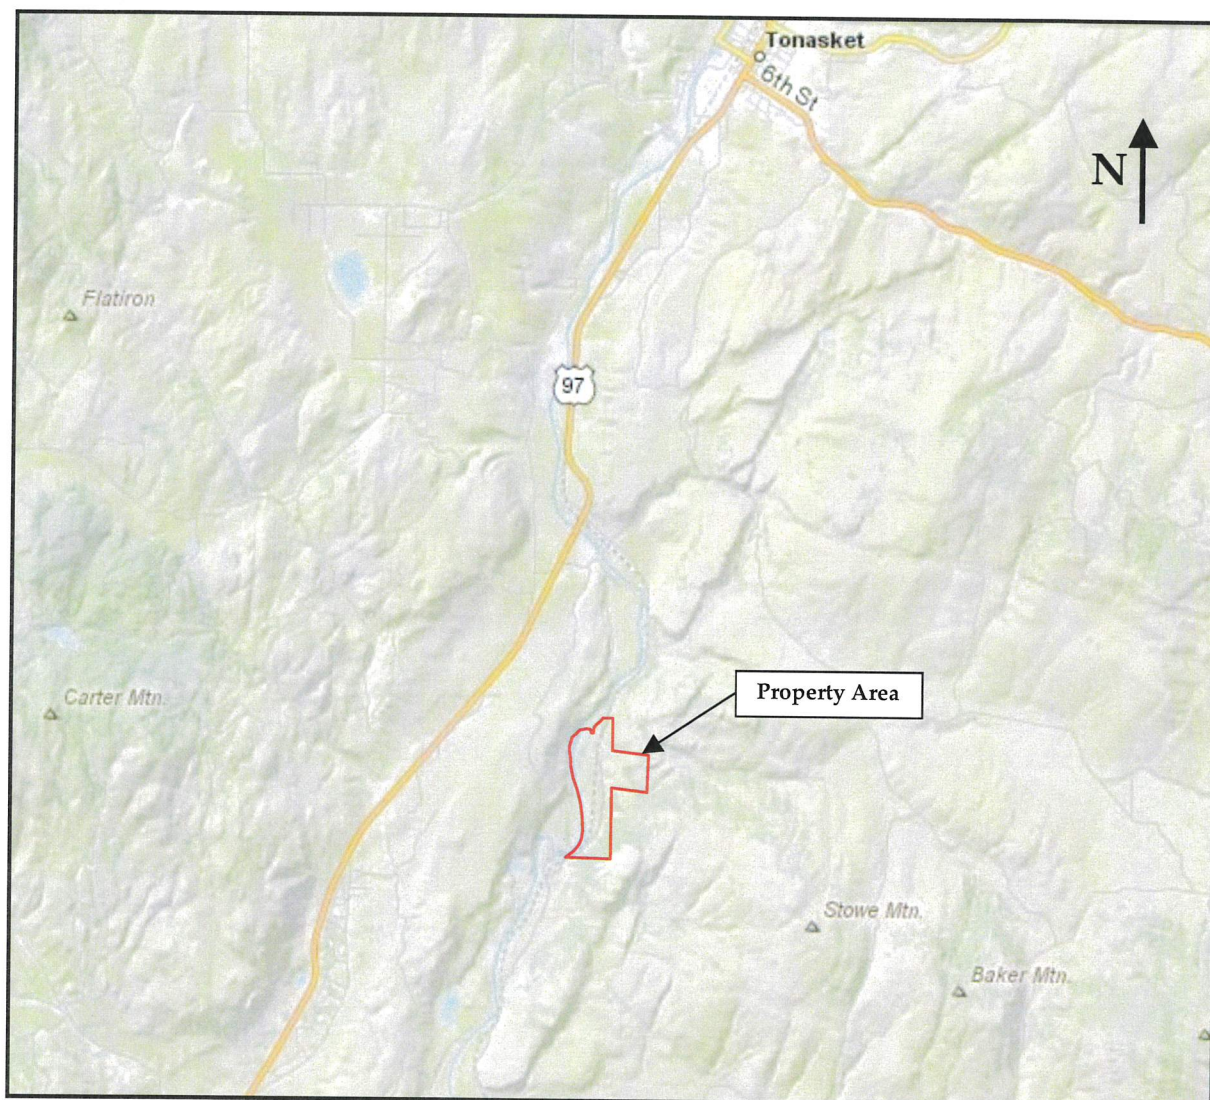 Tonasket
6th St
N
Flatiron
97
Carter Mtn.
Property Area
Stowe Mtn.
Baker Mtn.